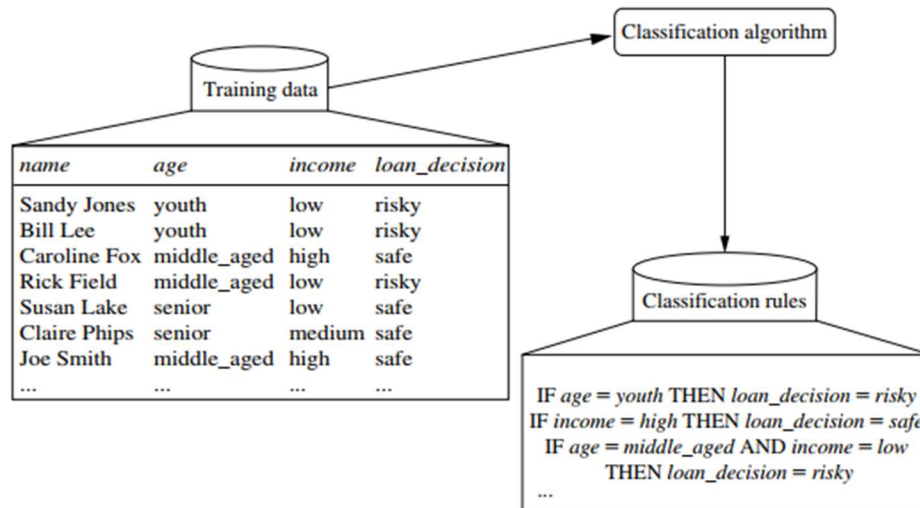 Classification algorithm
Training data
name age income loan_decision
Sandy Jones youth low risky
Bill Lee youth low risky
Caroline Fox middle_aged high safe
Rick Field middle_aged low risky
Susan Lake senior low safe
Claire Phips senior medium safe
Joe Smith middle_aged high safe
... ... ... ...
Classification rules
IF age = youth THEN loan_decision = risky
IF income = high THEN loan_decision = safe
IF age = middle_aged AND income = low
THEN loan_decision = risky
...